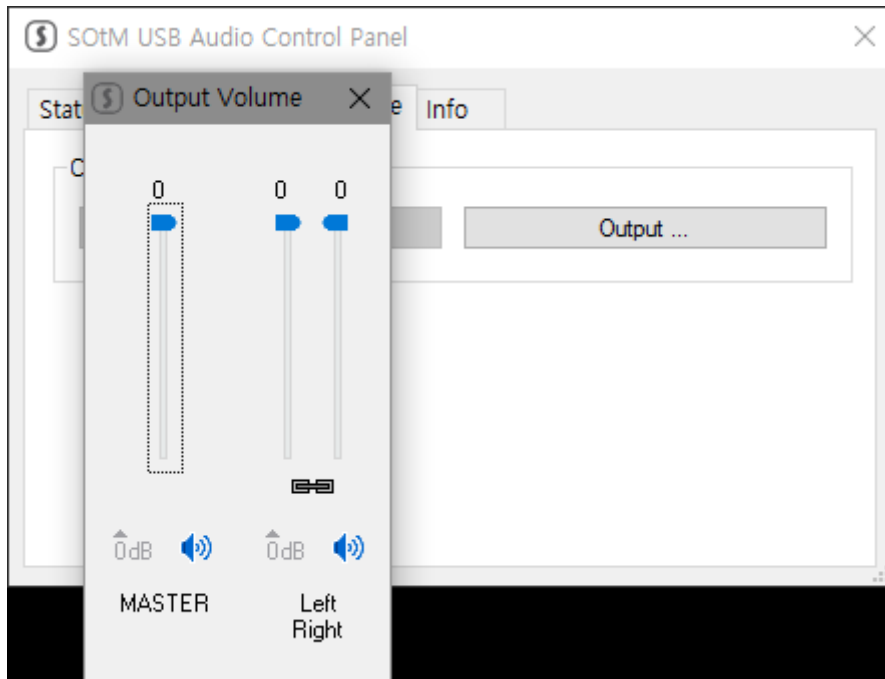 SOtM USB Audio Control Panel
Output Volume
Stat
e
Info
C
0
0
0
Output ...
0dB
0dB
MASTER
Left
Right